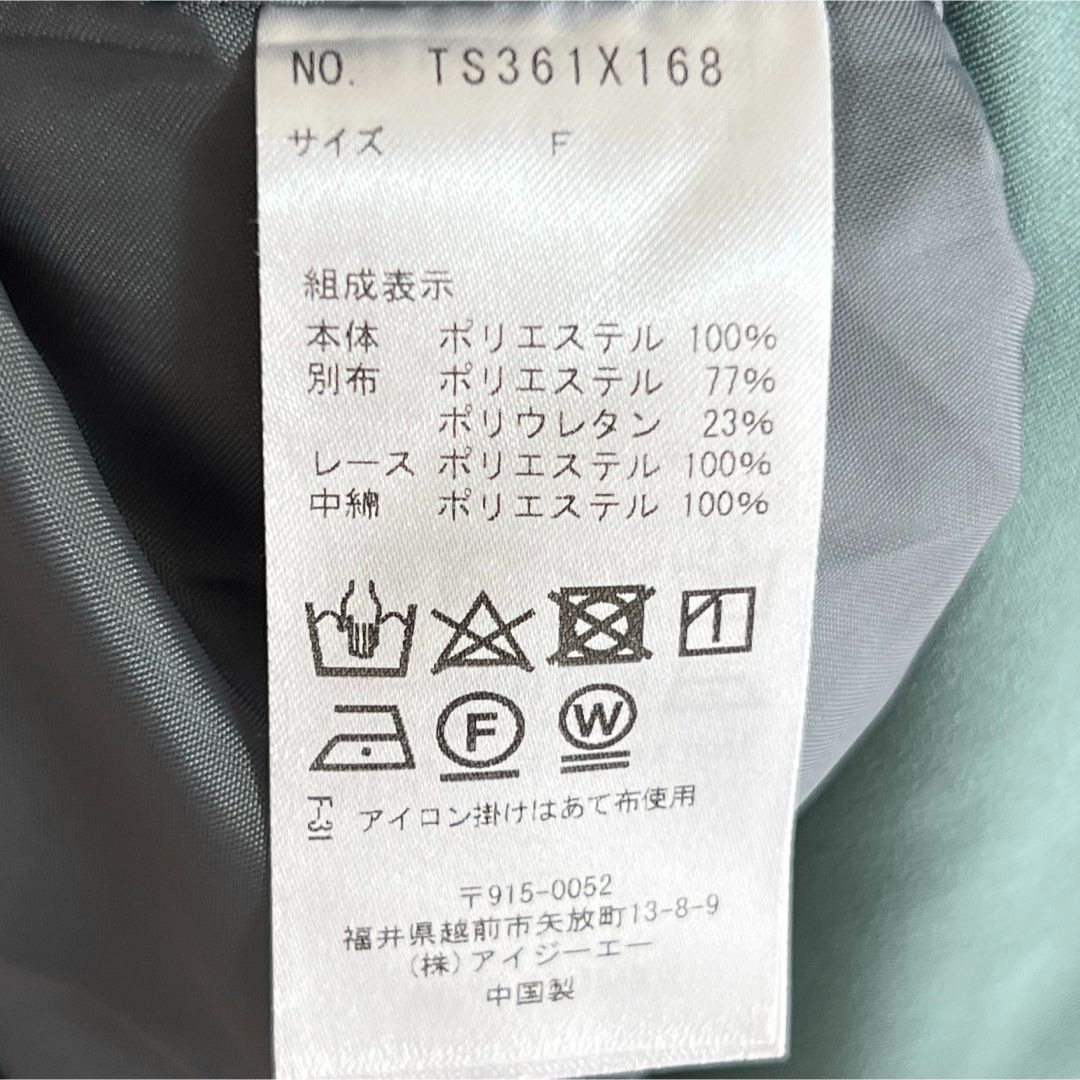 NO. TS361X168
サイズ F
組成表示
本体 ポリエステル 100%
別布 ポリエステル 77%
ポリウレタン 23%
レース ポリエステル 100%
中綿 ポリエステル 100%
F
W
F-31 アイロン掛けはあて布使用
〒915-0052
福井県越前市矢放町13-8-9
(株)アイジーエー
中国製